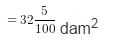 = 32 5/100 dam²